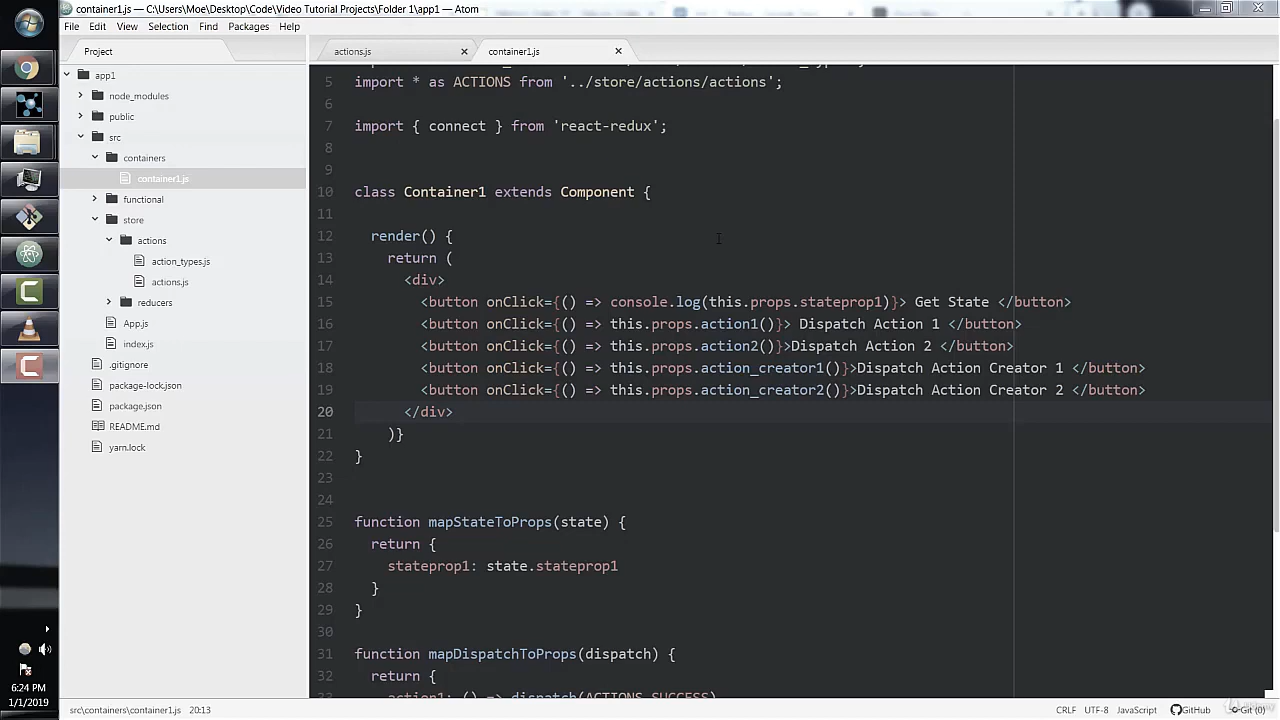 container1.js — C:\Users\Moe\Desktop\Code\Video Tutorial Projects\Folder 1\app1 — Atom
File Edit View Selection Find Packages Help
Project
actions.js
container1.js
app1
node_modules
public
src
containers
container1.js
functional
store
actions
action_types.js
actions.js
reducers
App.js
index.js
.gitignore
package-lock.json
package.json
README.md
yarn.lock
5 import * as ACTIONS from '../store/actions/actions';
6
7 import { connect } from 'react-redux';
8
9
10 class Container1 extends Component {
11
12 render() {
13 return (
14 <div>
15 <button onClick={() => console.log(this.props.stateprop1)}> Get State </button>
16 <button onClick={() => this.props.action1()}> Dispatch Action 1 </button>
17 <button onClick={() => this.props.action2()}>Dispatch Action 2 </button>
18 <button onClick={() => this.props.action_creator1()}>Dispatch Action Creator 1 </button>
19 <button onClick={() => this.props.action_creator2()}>Dispatch Action Creator 2 </button>
20 </div>
21 )}
22 }
23
24
25 function mapStateToProps(state) {
26 return {
27 stateprop1: state.stateprop1
28 }
29 }
30
31 function mapDispatchToProps(dispatch) {
32 return {
33 action1: () => dispatch(ACTIONS.SUCCESS)
6:24 PM
1/1/2019
src\containers\container1.js 20:13
CRLF UTF-8 JavaScript GitHub Git (0)